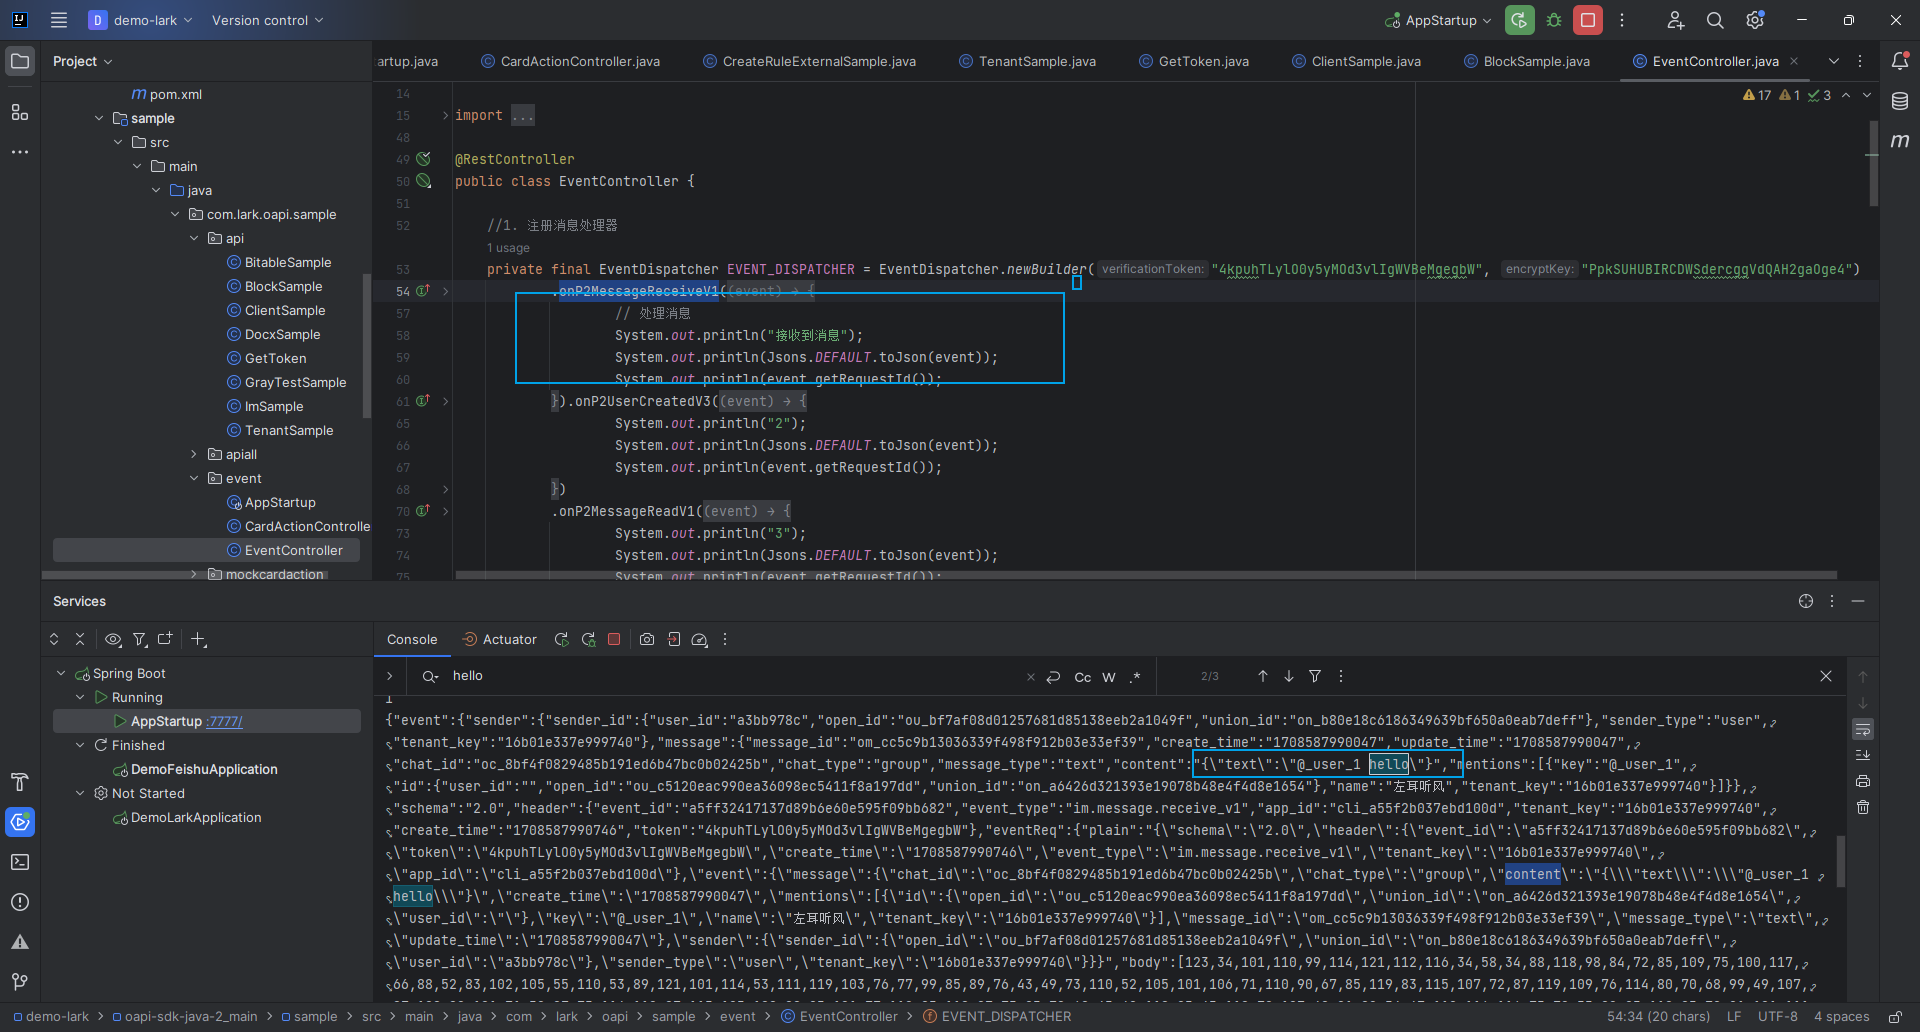 demo-lark
Version control
AppStartup
Project
artup.java
CardActionController.java
CreateRuleExternalSample.java
TenantSample.java
GetToken.java
ClientSample.java
BlockSample.java
EventController.java
pom.xml
sample
src
main
java
com.lark.oapi.sample
api
BitableSample
BlockSample
ClientSample
DocxSample
GetToken
GrayTestSample
ImSample
TenantSample
apiall
event
AppStartup
CardActionControlle
EventController
mockcardaction
17 1 3
14
15 import ...
48
49 @RestController
50 public class EventController {
51
52 //1. 注册消息处理器
1 usage
53 private final EventDispatcher EVENT_DISPATCHER = EventDispatcher.newBuilder( verificationToken: "4kpuhTLylO0y5yMOd3vlIgWVBeMgegbW", encryptKey: "PpkSUHUBIRCDWSdercqgVdQAH2gaOge4")
54 .onP2MessageReceiveV1((event) → {
57 // 处理消息
58 System.out.println("接收到消息");
59 System.out.println(Jsons.DEFAULT.toJson(event));
60 System.out.println(event.getRequestId());
61 }).onP2UserCreatedV3((event) → {
65 System.out.println("2");
66 System.out.println(Jsons.DEFAULT.toJson(event));
67 System.out.println(event.getRequestId());
68 })
70 .onP2MessageReadV1((event) → {
73 System.out.println("3");
74 System.out.println(Jsons.DEFAULT.toJson(event));
75 System.out.println(event.getRequestId());
Services
Console
Actuator
Spring Boot
Running
AppStartup :7777/
Finished
DemoFeishuApplication
Not Started
DemoLarkApplication
hello
Cc W .*
2/3
1
{"event":{"sender":{"sender_id":{"user_id":"a3bb978c","open_id":"ou_bf7af08d01257681d85138eeb2a1049f","union_id":"on_b80e18c6186349639bf650a0eab7deff"},"sender_type":"user",
"tenant_key":"16b01e337e999740"},"message":{"message_id":"om_cc5c9b13036339f498f912b03e33ef39","create_time":"1708587990047","update_time":"1708587990047",
"chat_id":"oc_8bf4f0829485b191ed6b47bc0b02425b","chat_type":"group","message_type":"text","content":"{\"text\":\"@_user_1 hello\"}","mentions":[{"key":"@_user_1",
"id":{"user_id":"","open_id":"ou_c5120eac990ea36098ec5411f8a197dd","union_id":"on_a6426d321393e19078b48e4f4d8e1654"},"name":"左耳听风","tenant_key":"16b01e337e999740"}]}},
"schema":"2.0","header":{"event_id":"a5ff32417137d89b6e60e595f09bb682","event_type":"im.message.receive_v1","app_id":"cli_a55f2b037ebd100d","tenant_key":"16b01e337e999740",
"create_time":"1708587990746","token":"4kpuhTLylO0y5yMOd3vlIgWVBeMgegbW"},"eventReq":{"plain":"{\"schema\":\"2.0\",\"header\":{\"event_id\":\"a5ff32417137d89b6e60e595f09bb682\",
\"token\":\"4kpuhTLylO0y5yMOd3vlIgWVBeMgegbW\",\"create_time\":\"1708587990746\",\"event_type\":\"im.message.receive_v1\",\"tenant_key\":\"16b01e337e999740\",
\"app_id\":\"cli_a55f2b037ebd100d\"},\"event\":{\"message\":{\"chat_id\":\"oc_8bf4f0829485b191ed6b47bc0b02425b\",\"chat_type\":\"group\",\"content\":\"{\\\"text\\\":\\\"@_user_1
hello\\\"}\",\"create_time\":\"1708587990047\",\"mentions\":[{\"id\":{\"open_id\":\"ou_c5120eac990ea36098ec5411f8a197dd\",\"union_id\":\"on_a6426d321393e19078b48e4f4d8e1654\",
\"user_id\":\"\"},\"key\":\"@_user_1\",\"name\":\"左耳听风\",\"tenant_key\":\"16b01e337e999740\"}],\"message_id\":\"om_cc5c9b13036339f498f912b03e33ef39\",\"message_type\":\"text\",
\"update_time\":\"1708587990047\"},\"sender\":{\"sender_id\":{\"open_id\":\"ou_bf7af08d01257681d85138eeb2a1049f\",\"union_id\":\"on_b80e18c6186349639bf650a0eab7deff\",
\"user_id\":\"a3bb978c\"},\"sender_type\":\"user\",\"tenant_key\":\"16b01e337e999740\"}}}","body":[123,34,101,110,99,114,121,112,116,34,58,34,88,118,98,84,72,85,109,75,100,117,
66,88,52,83,102,105,55,110,53,89,121,101,114,53,111,119,103,76,77,99,85,89,76,43,49,73,110,52,105,101,106,71,110,90,67,85,119,83,115,107,72,87,119,109,76,114,80,70,68,99,49,107,
demo-lark > oapi-sdk-java-2_main > sample > src > main > java > com > lark > oapi > sample > event > EventController > EVENT_DISPATCHER
54:34 (20 chars) LF UTF-8 4 spaces